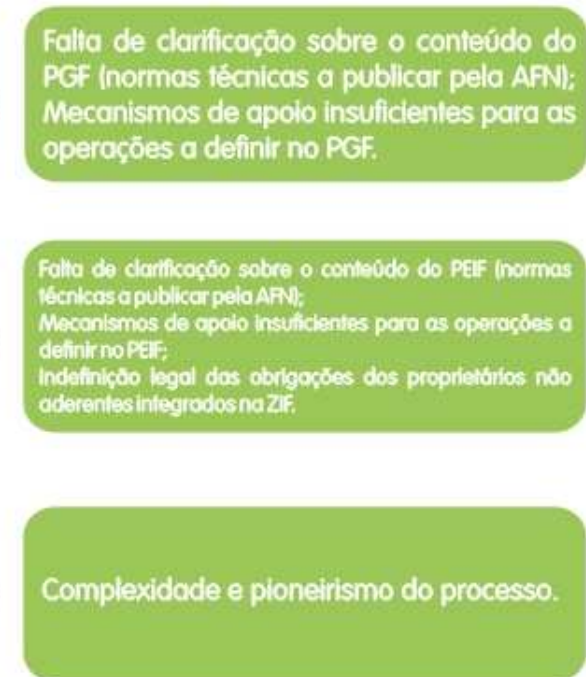 Falta de clarificação sobre o conteúdo do
PGF (normas técnicas a publicar pela AFN);
Mecanismos de apoio insuficientes para as
operações a definir no PGF.
Falta de clarificação sobre o conteúdo do PEIF (normas
técnicas a publicar pela AFN);
Mecanismos de apoio insuficientes para as operações a
definir no PEIF;
Indefinição legal das obrigações dos proprietários não
aderentes integrados na ZIF.
Complexidade e pioneirismo do processo.